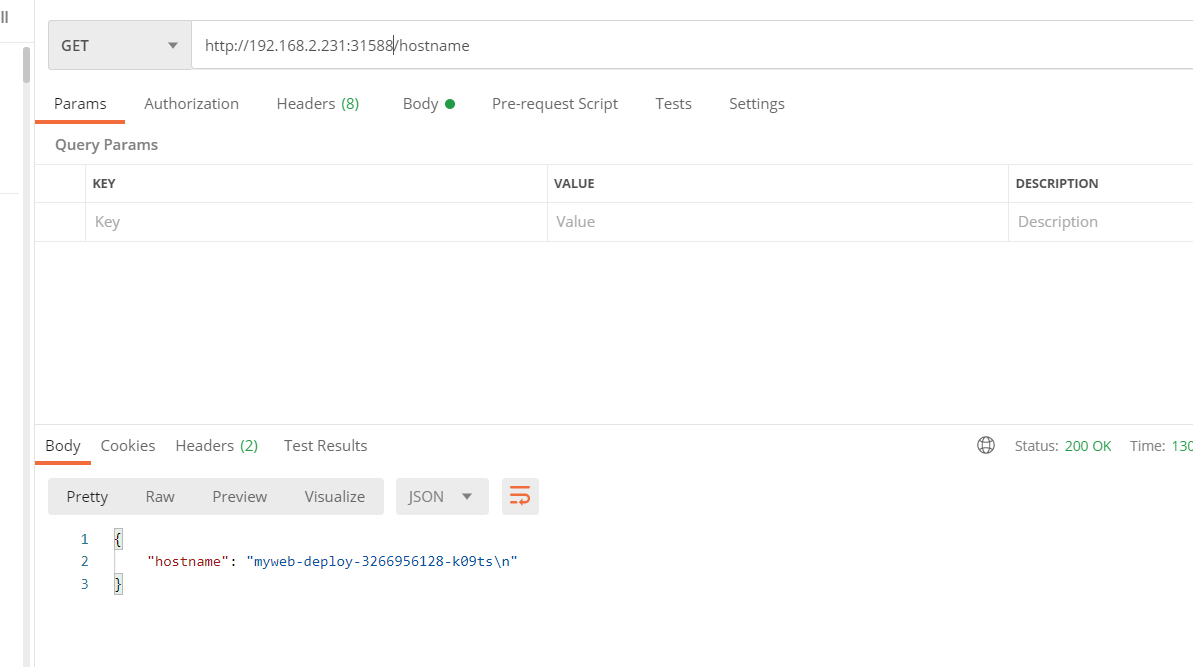 ll
GET http://192.168.2.231:31588/hostname
Params Authorization Headers (8) Body Pre-request Script Tests Settings
Query Params
KEY VALUE DESCRIPTION
Key Value Description
Body Cookies Headers (2) Test Results Status: 200 OK Time: 130
Pretty Raw Preview Visualize JSON
1 {
2 "hostname": "myweb-deploy-3266956128-k09ts\n"
3 }